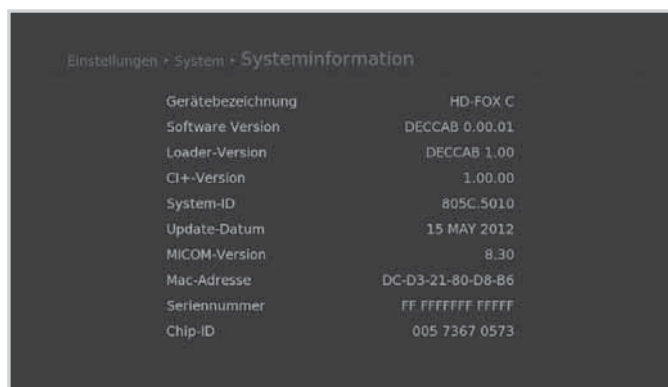 Einstellungen • System • Systeminformation
Gerätebezeichnung HD-FOX C
Software Version DECCAB 0.00.01
Loader-Version DECCAB 1.00
CI+-Version 1.00.00
System-ID 805C.5010
Update-Datum 15 MAY 2012
MICOM-Version 8.30
Mac-Adresse DC-D3-21-80-D8-B6
Seriennummer FF FFFFFFF FFFFF
Chip-ID 005 7367 0573